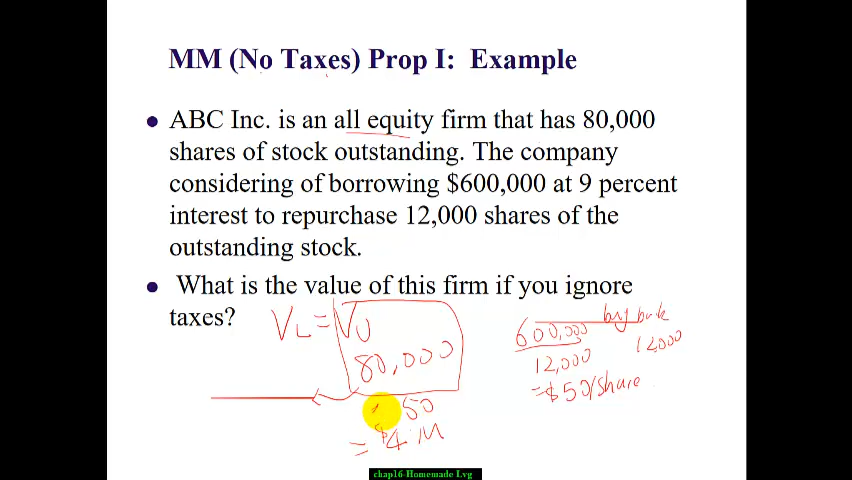 MM (No Taxes) Prop I: Example
ABC Inc. is an all equity firm that has 80,000
shares of stock outstanding. The company
considering of borrowing $600,000 at 9 percent
interest to repurchase 12,000 shares of the
outstanding stock.
What is the value of this firm if you ignore
taxes?
VL = VU
80,000
× 50
= $4 M
600,000 buy back
12,000 12,000
= $50/share
chap16-Homemade Lvg